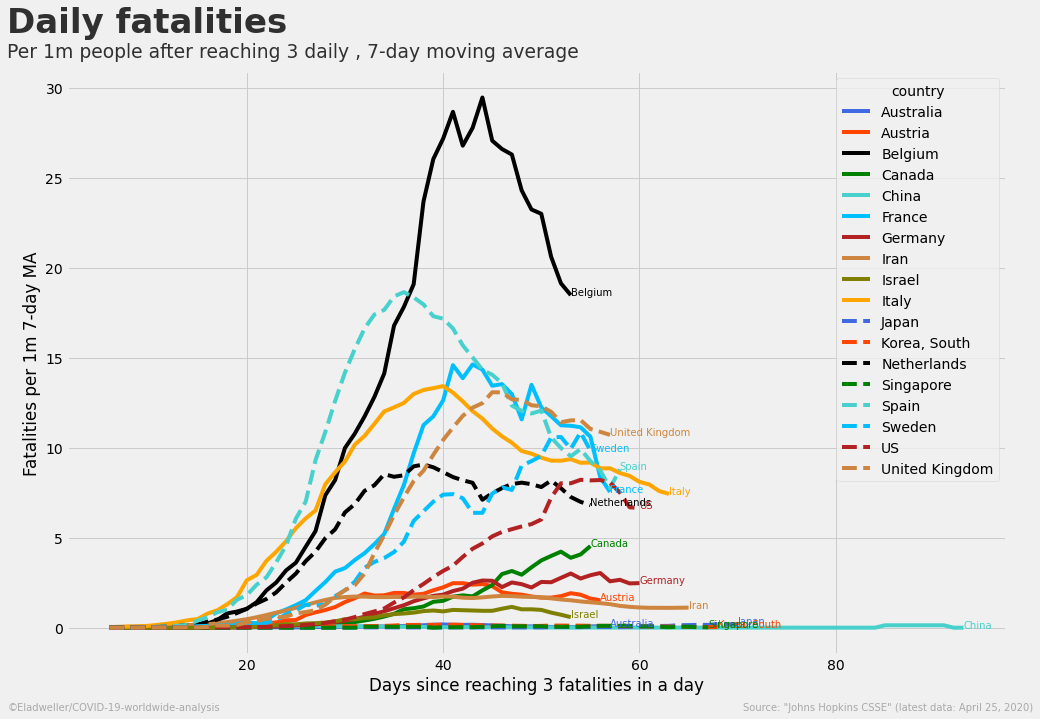 Daily fatalities
Per 1m people after reaching 3 daily , 7-day moving average
30
25
20
15
10
5
0
Fatalities per 1m 7-day MA
20
40
60
80
Days since reaching 3 fatalities in a day
country
Australia
Austria
Belgium
Canada
China
France
Germany
Iran
Israel
Italy
Japan
Korea, South
Netherlands
Singapore
Spain
Sweden
US
United Kingdom
Belgium
United Kingdom
Sweden
Spain
France
Italy
Netherlands
US
Canada
Germany
Austria
Iran
Israel
Australia
Singapore
Korea, South
Japan
China
©Eladweller/COVID-19-worldwide-analysis
Source: "Johns Hopkins CSSE" (latest data: April 25, 2020)